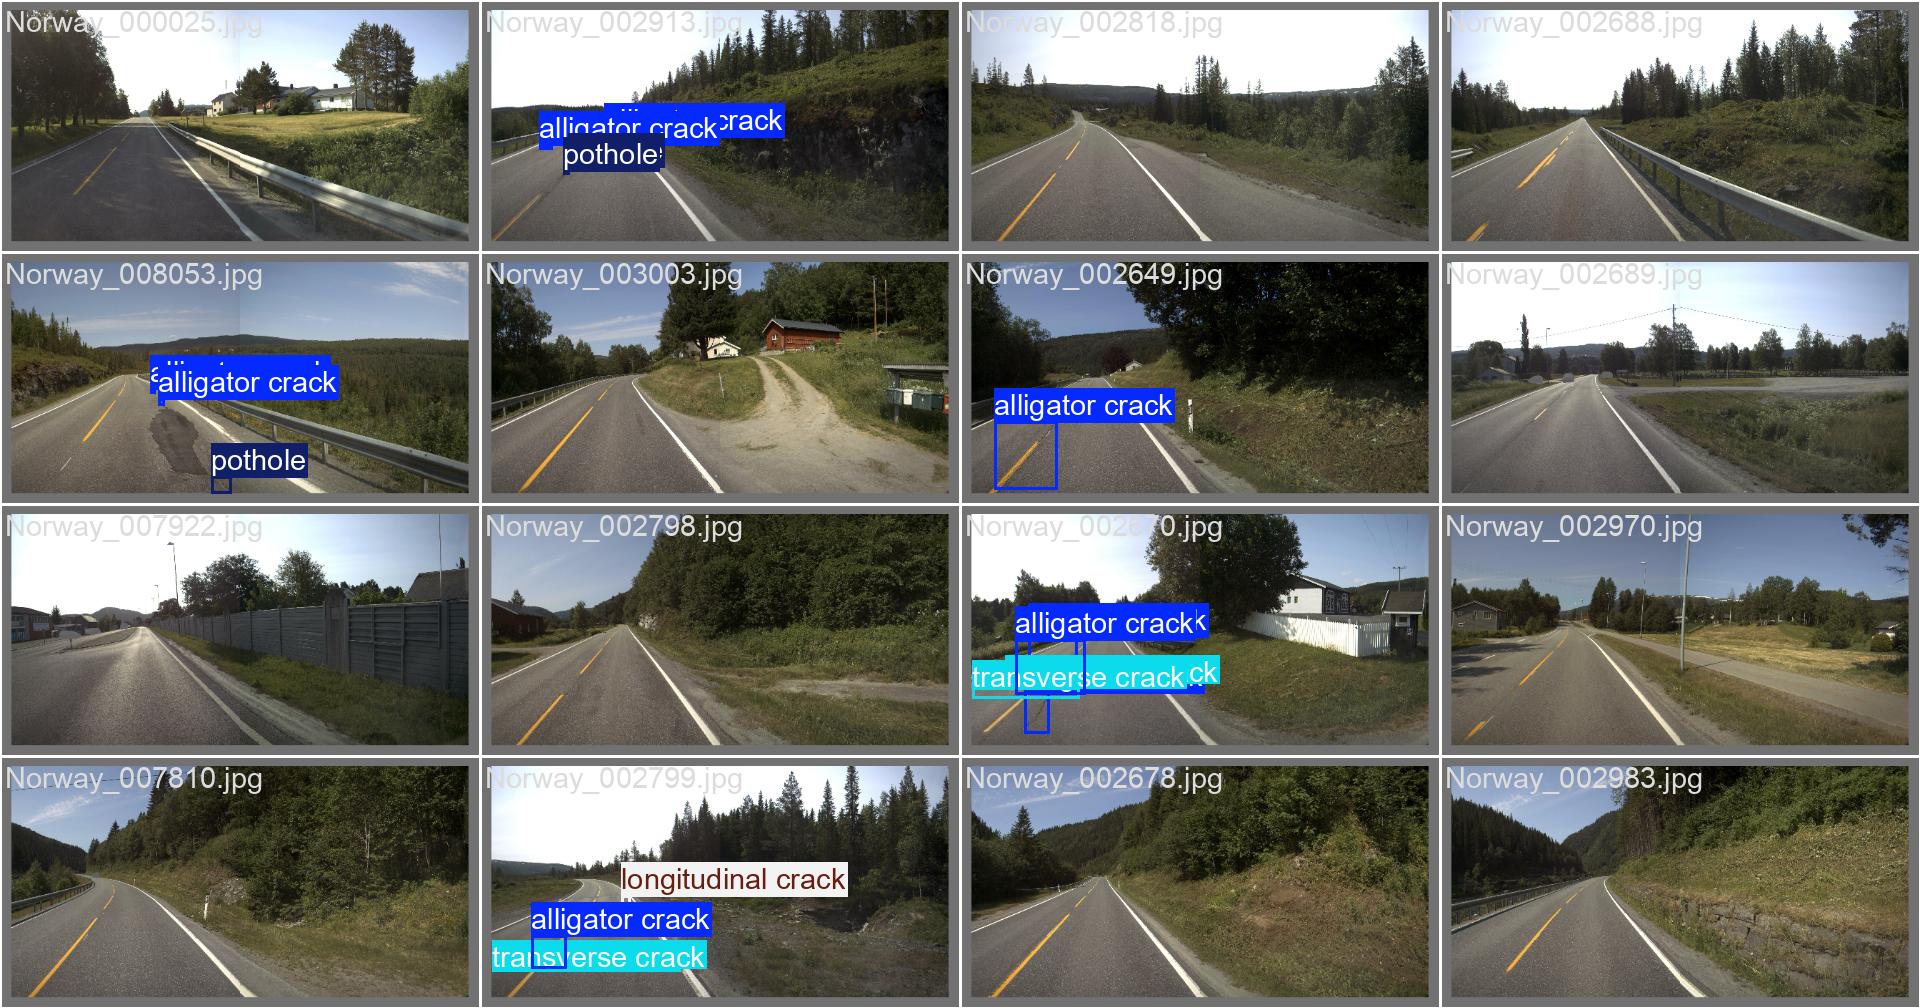 Norway_000025.jpg
Norway_002913.jpg
Norway_002818.jpg
Norway_002688.jpg
crack
alligator crack
pothole
Norway_008053.jpg
Norway_003003.jpg
Norway_002649.jpg
Norway_002689.jpg
alligator crack
pothole
alligator crack
Norway_007922.jpg
Norway_002798.jpg
Norway_002670.jpg
Norway_002970.jpg
alligator crack
transverse crack
Norway_007810.jpg
Norway_002799.jpg
Norway_002678.jpg
Norway_002983.jpg
longitudinal crack
alligator crack
transverse crack